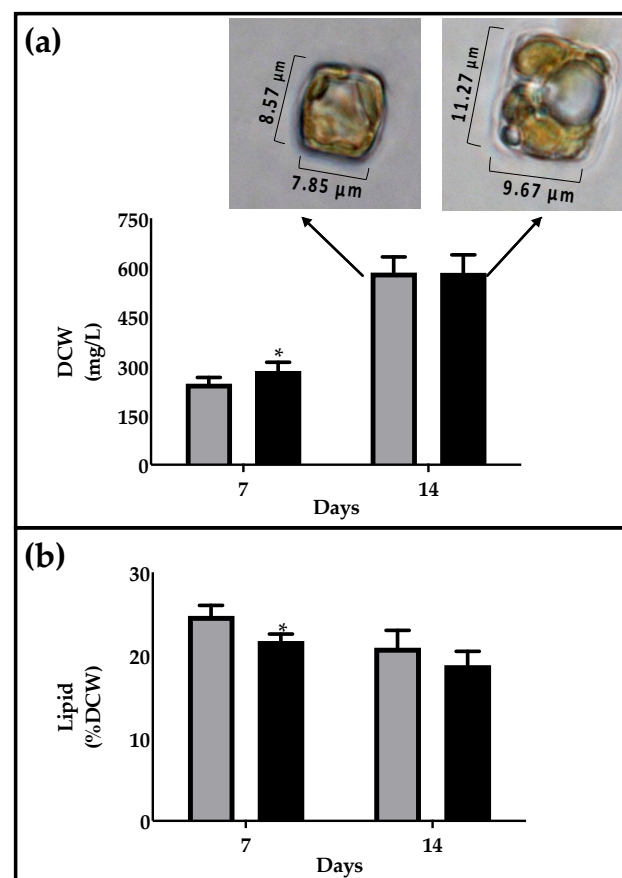 (a)
8.57 µm
7.85 µm
11.27 µm
9.67 µm
750
600
450
300
150
0
DCW
(mg/L)
*
7
14
Days
(b)
30
20
10
0
Lipid
(%DCW)
*
7
14
Days